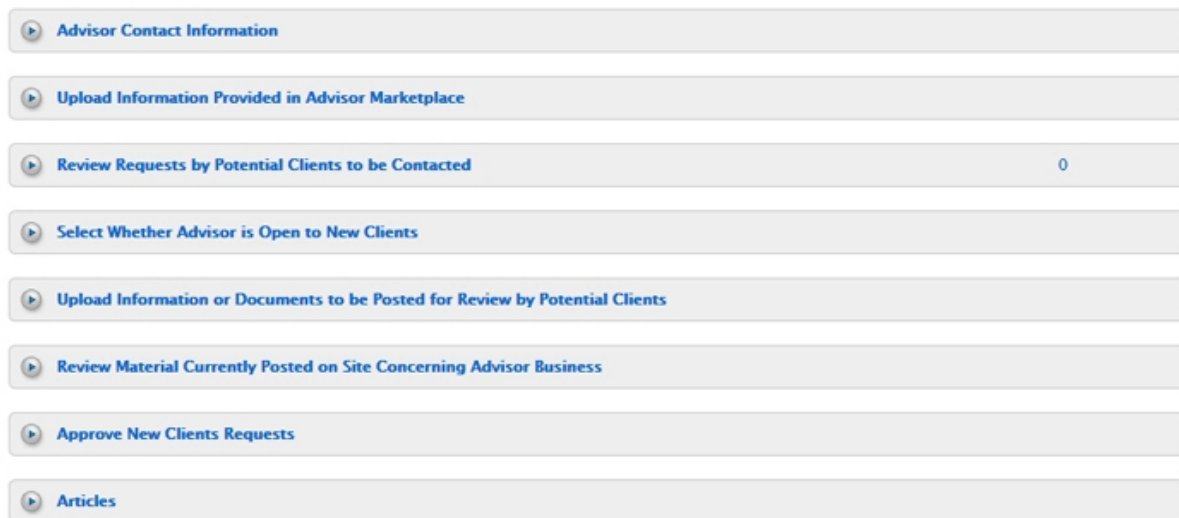 Advisor Contact Information
Upload Information Provided in Advisor Marketplace
Review Requests by Potential Clients to be Contacted 0
Select Whether Advisor is Open to New Clients
Upload Information or Documents to be Posted for Review by Potential Clients
Review Material Currently Posted on Site Concerning Advisor Business
Approve New Clients Requests
Articles